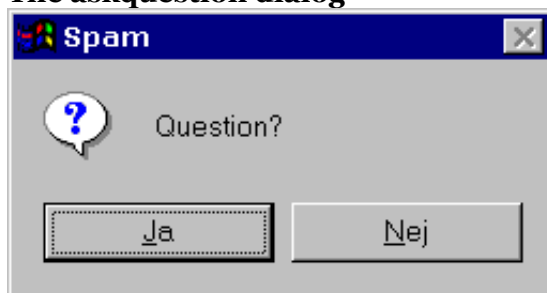 The askquestion dialog
Spam
Question?
Ja
Nej